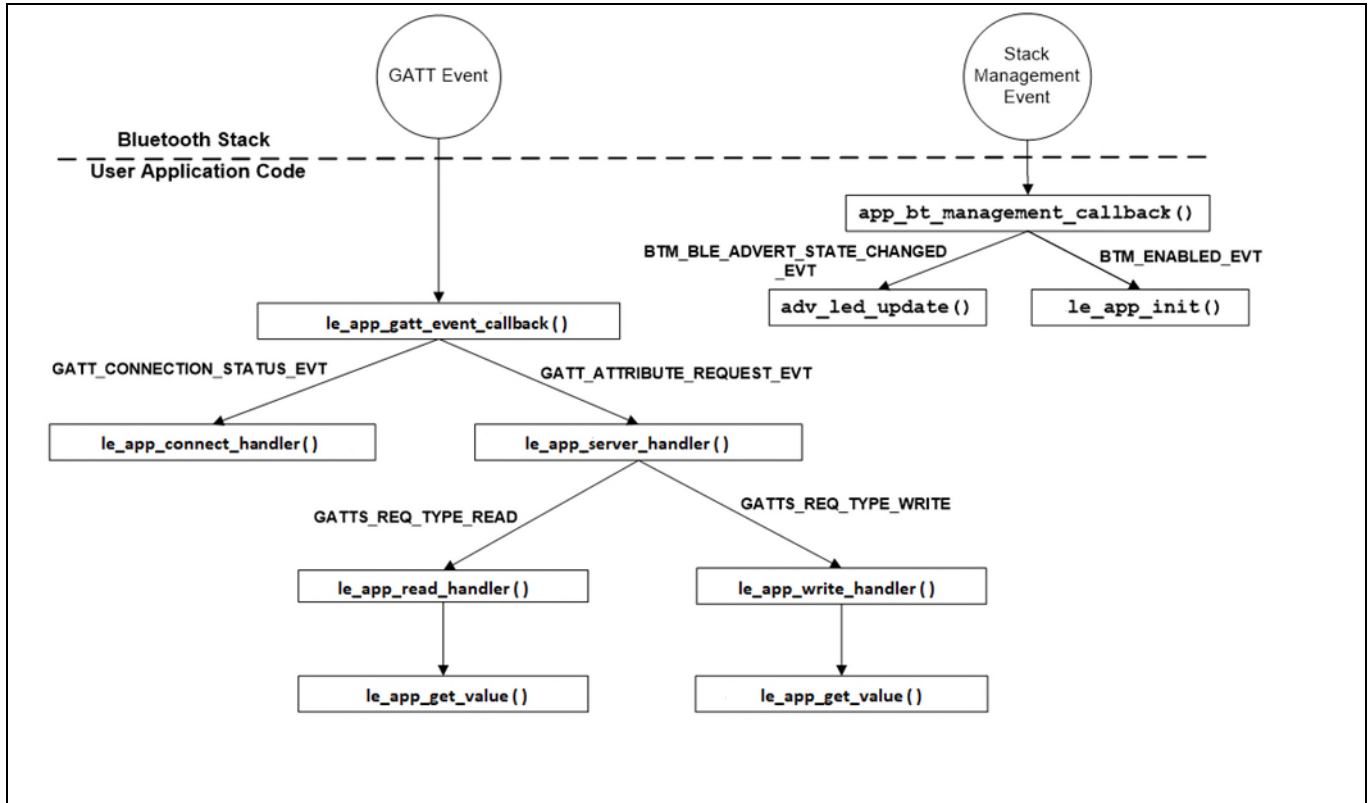 GATT Event
Stack
Management
Event
Bluetooth Stack
User Application Code
app_bt_management_callback()
BTM_BLE_ADVERT_STATE_CHANGED
_EVT
BTM_ENABLED_EVT
adv_led_update()
le_app_init()
le_app_gatt_event_callback()
GATT_CONNECTION_STATUS_EVT
GATT_ATTRIBUTE_REQUEST_EVT
le_app_connect_handler()
le_app_server_handler()
GATTS_REQ_TYPE_READ
GATTS_REQ_TYPE_WRITE
le_app_read_handler()
le_app_write_handler()
le_app_get_value()
le_app_get_value()